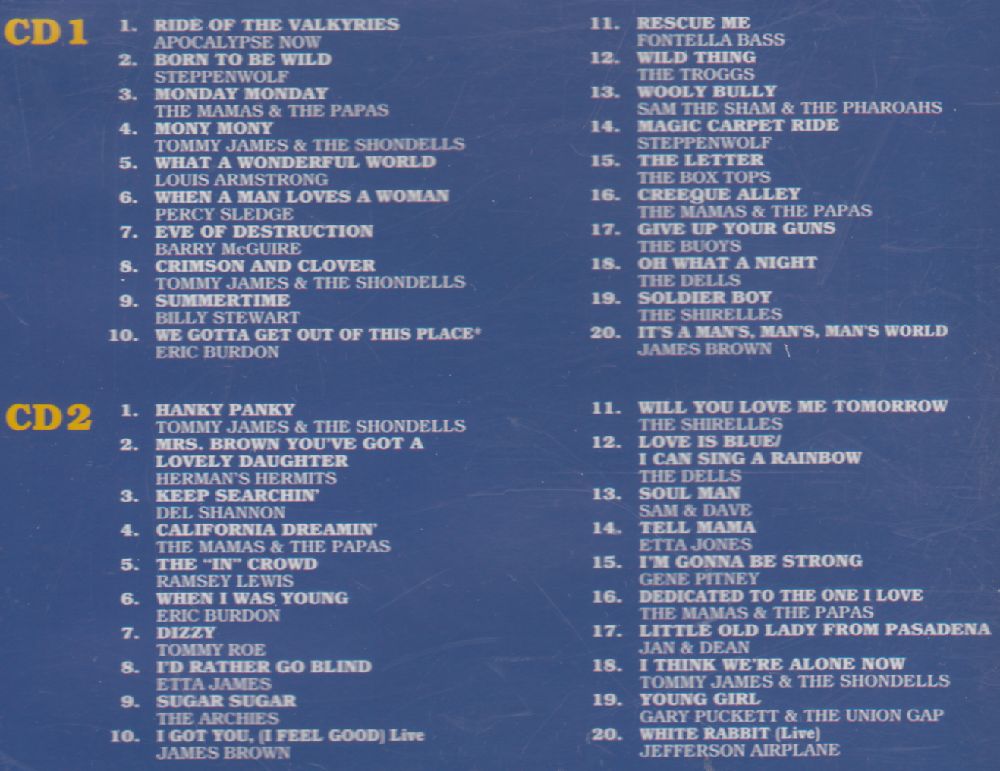 CD 1
1. RIDE OF THE VALKYRIES
APOCALYPSE NOW
2. BORN TO BE WILD
STEPPENWOLF
3. MONDAY MONDAY
THE MAMAS & THE PAPAS
4. MONY MONY
TOMMY JAMES & THE SHONDELLS
5. WHAT A WONDERFUL WORLD
LOUIS ARMSTRONG
6. WHEN A MAN LOVES A WOMAN
PERCY SLEDGE
7. EVE OF DESTRUCTION
BARRY McGUIRE
8. CRIMSON AND CLOVER
TOMMY JAMES & THE SHONDELLS
9. SUMMERTIME
BILLY STEWART
10. WE GOTTA GET OUT OF THIS PLACE*
ERIC BURDON
11. RESCUE ME
FONTELLA BASS
12. WILD THING
THE TROGGS
13. WOOLY BULLY
SAM THE SHAM & THE PHAROAHS
14. MAGIC CARPET RIDE
STEPPENWOLF
15. THE LETTER
THE BOX TOPS
16. CREEQUE ALLEY
THE MAMAS & THE PAPAS
17. GIVE UP YOUR GUNS
THE BUOYS
18. OH WHAT A NIGHT
THE DELLS
19. SOLDIER BOY
THE SHIRELLES
20. IT'S A MAN'S, MAN'S, MAN'S WORLD
JAMES BROWN
CD 2
1. HANKY PANKY
TOMMY JAMES & THE SHONDELLS
2. MRS. BROWN YOU'VE GOT A
LOVELY DAUGHTER
HERMAN'S HERMITS
3. KEEP SEARCHIN'
DEL SHANNON
4. CALIFORNIA DREAMIN'
THE MAMAS & THE PAPAS
5. THE "IN" CROWD
RAMSEY LEWIS
6. WHEN I WAS YOUNG
ERIC BURDON
7. DIZZY
TOMMY ROE
8. I'D RATHER GO BLIND
ETTA JAMES
9. SUGAR SUGAR
THE ARCHIES
10. I GOT YOU, (I FEEL GOOD) Live
JAMES BROWN
11. WILL YOU LOVE ME TOMORROW
THE SHIRELLES
12. LOVE IS BLUE/
I CAN SING A RAINBOW
THE DELLS
13. SOUL MAN
SAM & DAVE
14. TELL MAMA
ETTA JONES
15. I'M GONNA BE STRONG
GENE PITNEY
16. DEDICATED TO THE ONE I LOVE
THE MAMAS & THE PAPAS
17. LITTLE OLD LADY FROM PASADENA
JAN & DEAN
18. I THINK WE'RE ALONE NOW
TOMMY JAMES & THE SHONDELLS
19. YOUNG GIRL
GARY PUCKETT & THE UNION GAP
20. WHITE RABBIT (Live)
JEFFERSON AIRPLANE